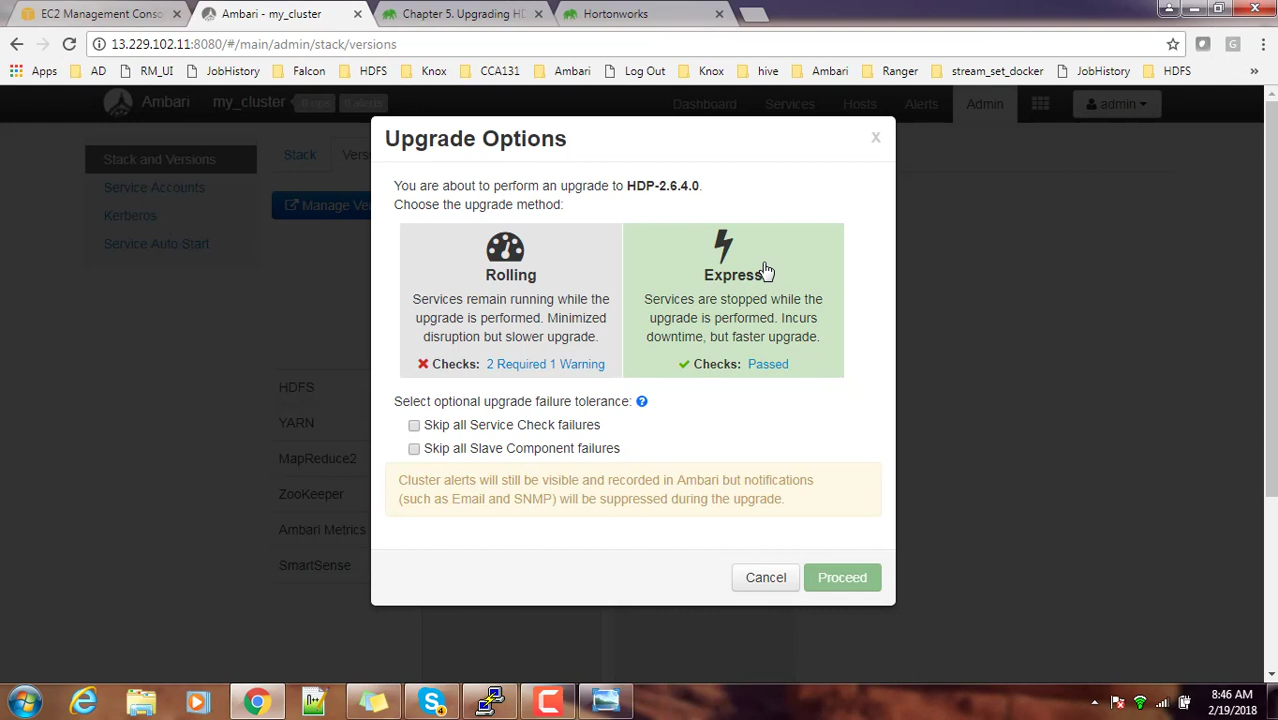 EC2 Management Conso
Ambari - my_cluster
Chapter 5. Upgrading HD
Hortonworks
13.229.102.11:8080/#/main/admin/stack/versions
Apps AD RM_UI JobHistory Falcon HDFS Knox CCA131 Ambari Log Out Knox hive Ambari Ranger stream_set_docker JobHistory HDFS »
Ambari my_cluster 0 ops 0 alerts Dashboard Services Hosts Alerts Admin admin
Stack and Versions
Service Accounts
Kerberos
Service Auto Start
Stack
Vers
Manage Ve
HDFS
YARN
MapReduce2
ZooKeeper
Ambari Metrics
SmartSense
Upgrade Options
x
You are about to perform an upgrade to HDP-2.6.4.0.
Choose the upgrade method:
Rolling
Services remain running while the
upgrade is performed. Minimized
disruption but slower upgrade.
Checks: 2 Required 1 Warning
Express
Services are stopped while the
upgrade is performed. Incurs
downtime, but faster upgrade.
Checks: Passed
Select optional upgrade failure tolerance: ?
Skip all Service Check failures
Skip all Slave Component failures
Cluster alerts will still be visible and recorded in Ambari but notifications
(such as Email and SNMP) will be suppressed during the upgrade.
Cancel
Proceed
8:46 AM
2/19/2018